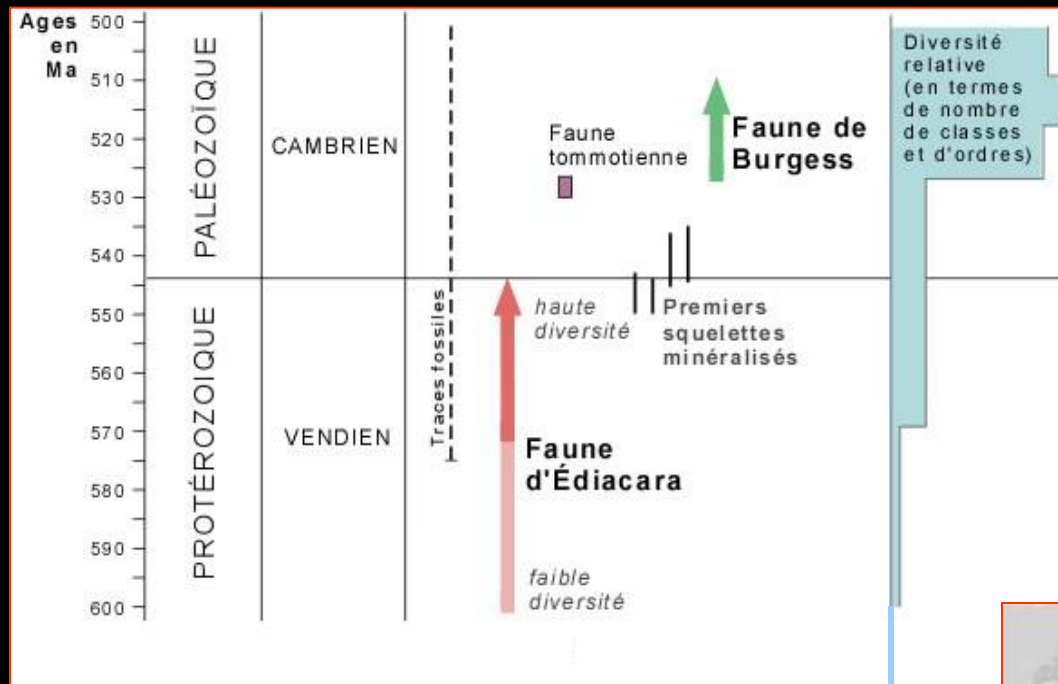 Ages
en
Ma
500
510
520
530
540
550
560
570
580
590
600
PALÉOZOÏQUE
PROTÉROZOIQUE
CAMBRIEN
VENDIEN
Traces fossiles
Faune
tommotienne
Faune de
Burgess
haute
diversité
Premiers
squelettes
minéralisés
Faune
d'Édiacara
faible
diversité
Diversité
relative
(en termes
de nombre
de classes
et d'ordres)